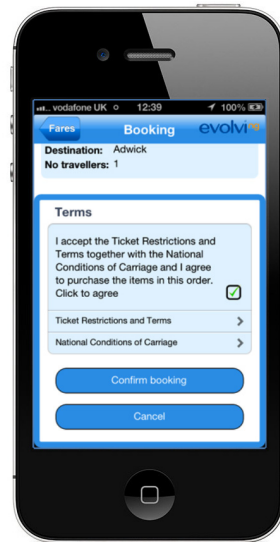 vodafone UK 12:39 100%
Fares Booking evolvi
Destination: Adwick
No travellers: 1
Terms
I accept the Ticket Restrictions and
Terms together with the National
Conditions of Carriage and I agree
to purchase the items in this order.
Click to agree
Ticket Restrictions and Terms
National Conditions of Carriage
Confirm booking
Cancel